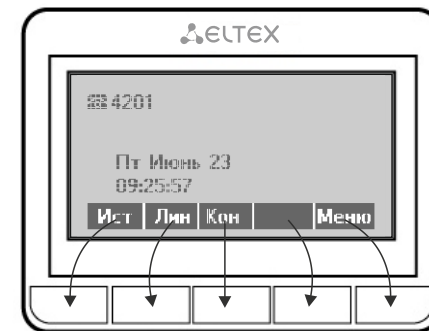 ELTEX
4201
Пт Июнь 23
09:25:57
Ист Лин Кон Меню